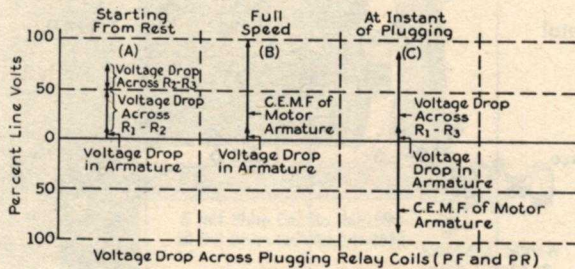 Starting
From Rest
Full
Speed
At Instant
of Plugging
Percent Line Volts
100
50
0
50
100
(A)
Voltage Drop
Across R2-R3
Voltage Drop
Across
R1-R2
Voltage Drop
in Armature
(B)
C.E.M.F of
Motor
Armature
Voltage Drop
in Armature
(C)
Voltage Drop
Across
R1-R3
Voltage
Drop in
Armature
C.E.M.F. of Motor
Armature
Voltage Drop Across Plugging Relay Coils (PF and PR)